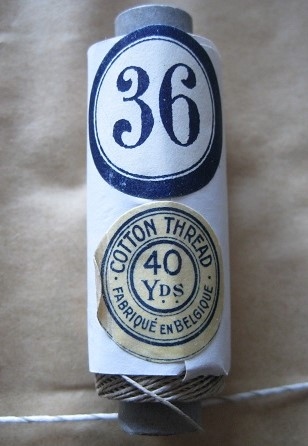 36
· COTTON THREAD ·
40
YDS
FABRIQUÉ EN BELGIQUE